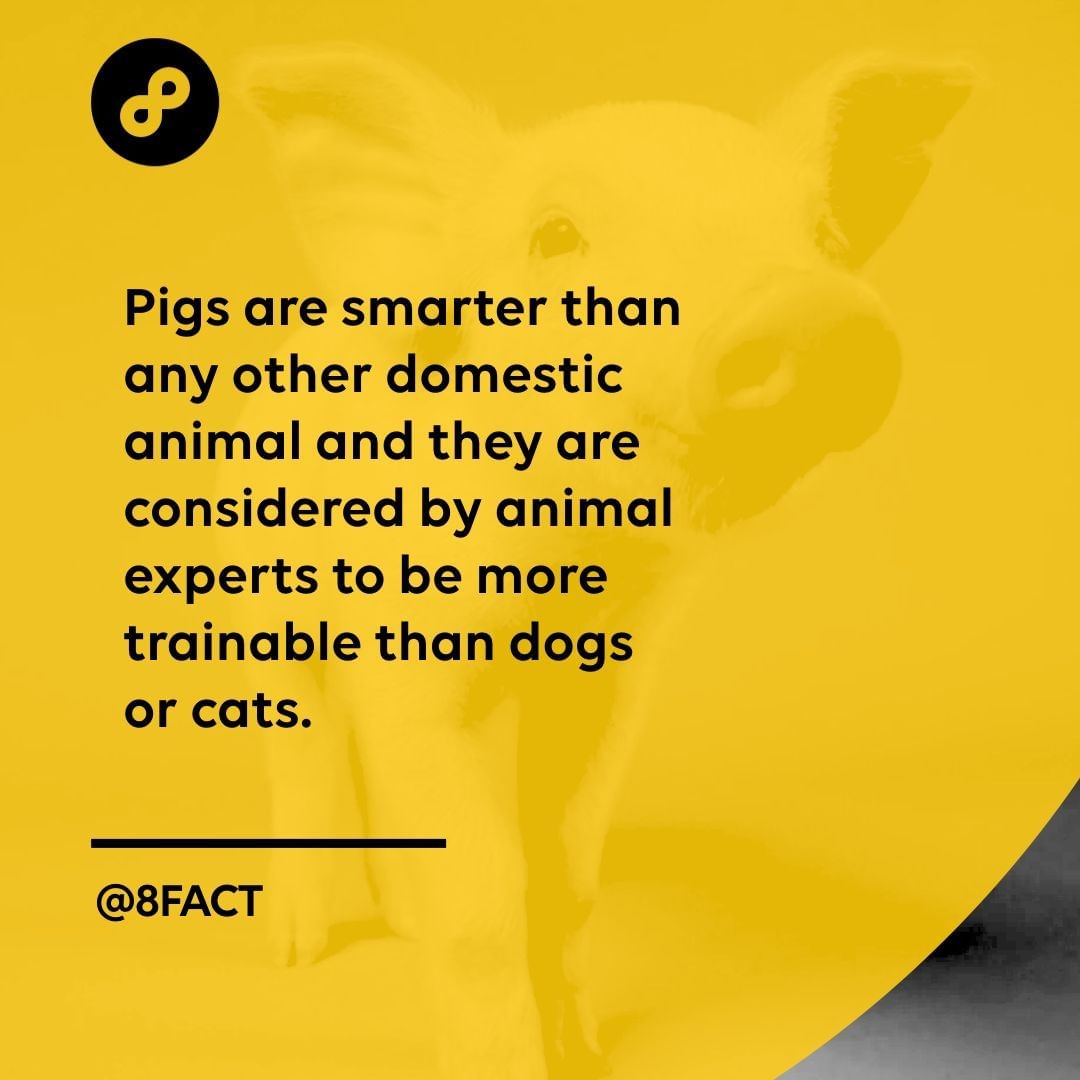 Pigs are smarter than
any other domestic
animal and they are
considered by animal
experts to be more
trainable than dogs
or cats.
@8FACT